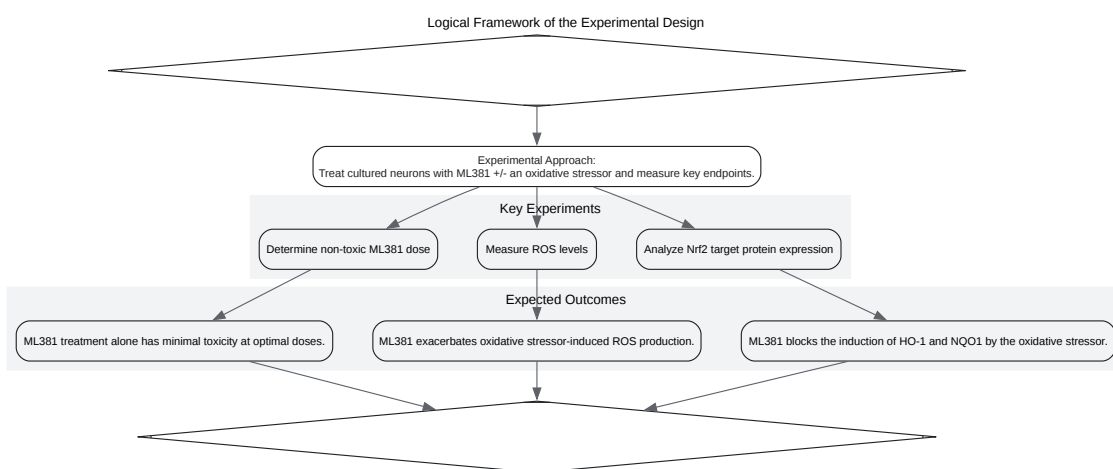 Logical Framework of the Experimental Design
Experimental Approach:
Treat cultured neurons with ML381 +/- an oxidative stressor and measure key endpoints.
Key Experiments
Determine non-toxic ML381 dose
Measure ROS levels
Analyze Nrf2 target protein expression
Expected Outcomes
ML381 treatment alone has minimal toxicity at optimal doses.
ML381 exacerbates oxidative stressor-induced ROS production.
ML381 blocks the induction of HO-1 and NQO1 by the oxidative stressor.